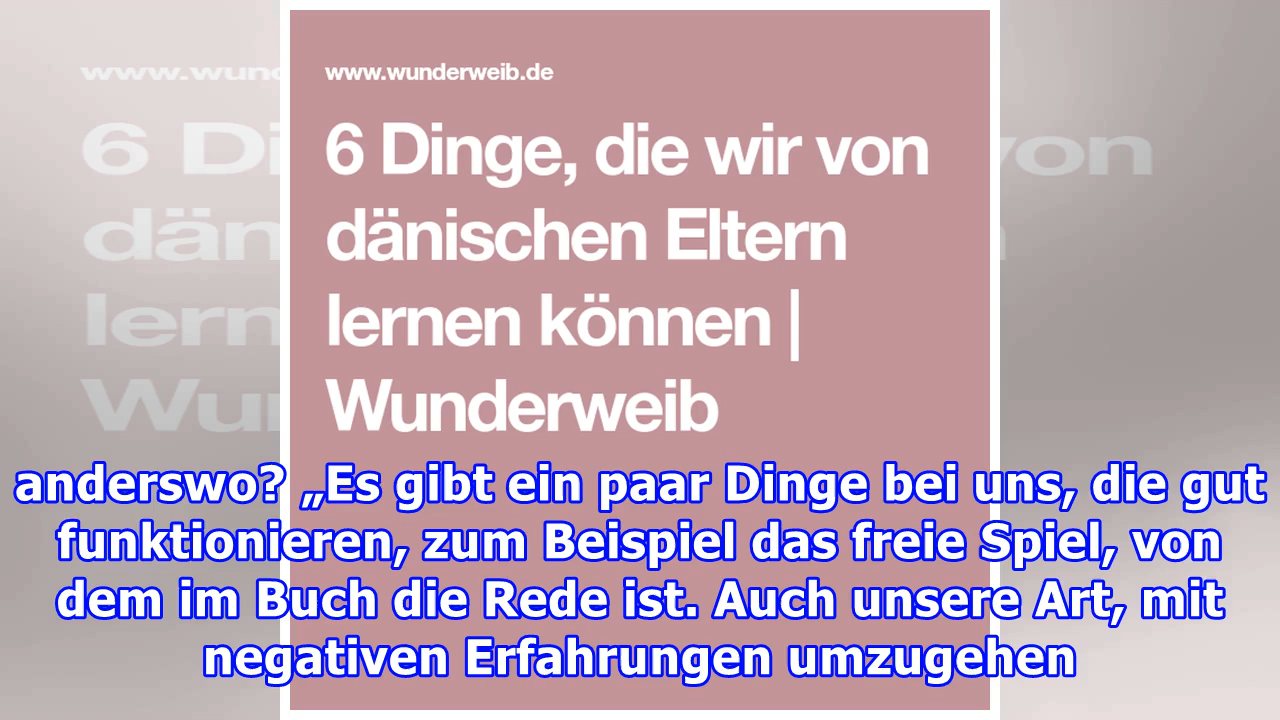 www.wunderweib.de
6 Dinge, die wir von
dänischen Eltern
lernen können |
Wunderweib
anderswo? „Es gibt ein paar Dinge bei uns, die gut
funktionieren, zum Beispiel das freie Spiel, von
dem im Buch die Rede ist. Auch unsere Art, mit
negativen Erfahrungen umzugehen